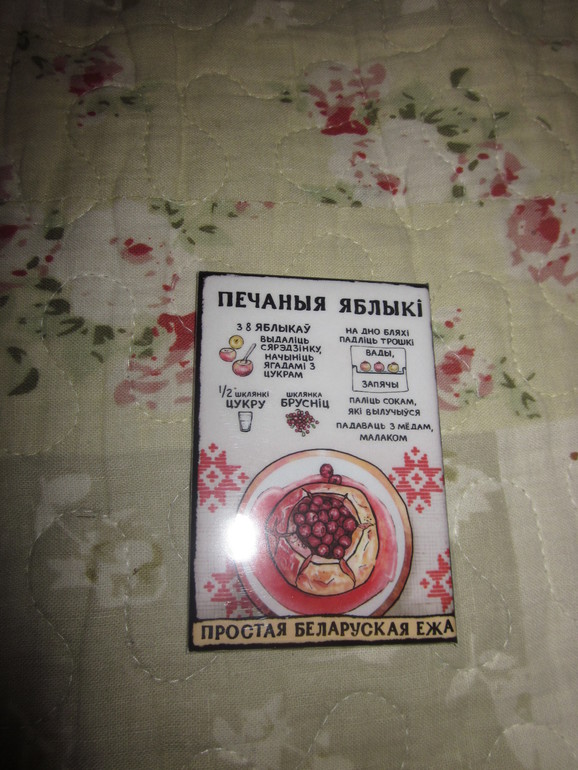 ПЕЧАНЫЯ ЯБЛЫКІ
З 8 ЯБЛЫКАЎ
ВЫДАЛІЦЬ
СЯРЭДЗІНКУ,
НАЧЫНІЦЬ
ЯГАДАМІ З
ЦУКРАМ
1/2 ШКЛЯНКІ
ЦУКРУ
ШКЛЯНКА
БРУСНІЦ
НА ДНО БЛЯХІ
ПАДЛІЦЬ ТРОШКІ
ВАДЫ,
ЗАПЯЧЫ
ПАЛІЦЬ СОКАМ,
ЯКІ ВЫЛУЧЫЎСЯ
ПАДАВАЦЬ З МЁДАМ,
МАЛАКОМ
ПРОСТАЯ БЕЛАРУСКАЯ ЕЖА